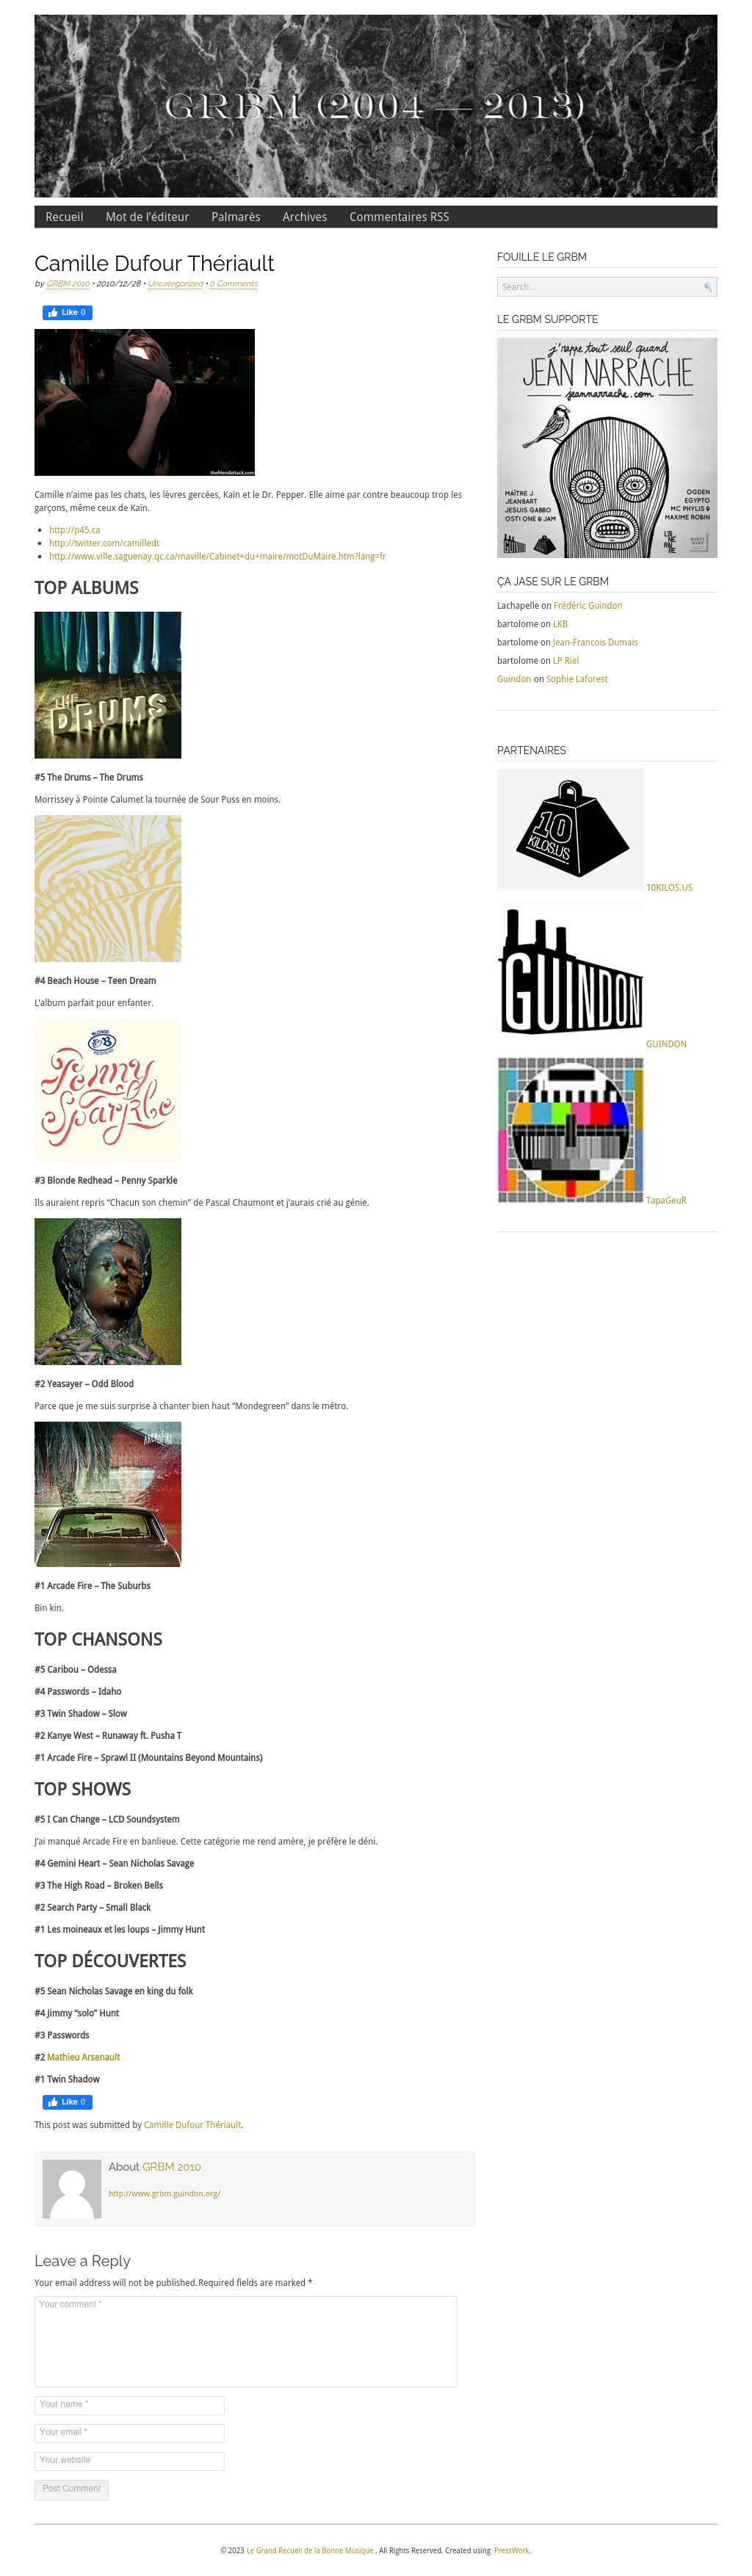 GRBM (2004 — 2013)
Recueil Mot de l’éditeur Palmarès Archives Commentaires RSS
Camille Dufour Thériault
by GRBM 2010 • 2010/12/28 • Uncategorized • 0 Comments
Like 0
thefriendattack.com
Camille n’aime pas les chats, les lèvres gercées, Kaïn et le Dr. Pepper. Elle aime par contre beaucoup trop les
garçons, même ceux de Kaïn.
http://p45.ca
http://twitter.com/camilledt
http://www.ville.saguenay.qc.ca/maville/Cabinet+du+maire/motDuMaire.htm?lang=fr
TOP ALBUMS
THE DRUMS
#5 The Drums – The Drums
Morrissey à Pointe Calumet la tournée de Sour Puss en moins.
#4 Beach House – Teen Dream
L’album parfait pour enfanter.
BLONDE
REDHEAD
Penny
Sparkle
#3 Blonde Redhead – Penny Sparkle
Ils auraient repris “Chacun son chemin” de Pascal Chaumont et j’aurais crié au génie.
#2 Yeasayer – Odd Blood
Parce que je me suis surprise à chanter bien haut “Mondegreen” dans le métro.
ARCADE FIRE
#1 Arcade Fire – The Suburbs
Bin kin.
TOP CHANSONS
#5 Caribou – Odessa
#4 Passwords – Idaho
#3 Twin Shadow – Slow
#2 Kanye West – Runaway ft. Pusha T
#1 Arcade Fire – Sprawl II (Mountains Beyond Mountains)
TOP SHOWS
#5 I Can Change – LCD Soundsystem
J’ai manqué Arcade Fire en banlieue. Cette catégorie me rend amère, je préfère le déni.
#4 Gemini Heart – Sean Nicholas Savage
#3 The High Road – Broken Bells
#2 Search Party – Small Black
#1 Les moineaux et les loups – Jimmy Hunt
TOP DÉCOUVERTES
#5 Sean Nicholas Savage en king du folk
#4 Jimmy “solo” Hunt
#3 Passwords
#2 Mathieu Arsenault
#1 Twin Shadow
Like 0
This post was submitted by Camille Dufour Thériault.
About GRBM 2010
http://www.grbm.guindon.org/
Leave a Reply
Your email address will not be published. Required fields are marked *
Your comment *
Your name *
Your email *
Your website
Post Comment
FOUILLE LE GRBM
Search...
LE GRBM SUPPORTE
j'rappe tout seul quand
JEAN NARRACHE
jeannarrache.com
MAÎTRE J
JEANBART
JESUIS GABBO
OSTI ONE & JAM
OGDEN
EGYPTO
MC PHYLIS &
MAXIME ROBIN
ÇA JASE SUR LE GRBM
Lachapelle on Frédéric Guindon
bartolome on LKB
bartolome on Jean-Francois Dumais
bartolome on LP Riel
Guindon on Sophie Laforest
PARTENAIRES
10
KILOS.US
10KILOS.US
GUINDON
GUINDON
TapaGeuR
© 2023 Le Grand Recueil de la Bonne Musique . All Rights Reserved. Created using PressWork.